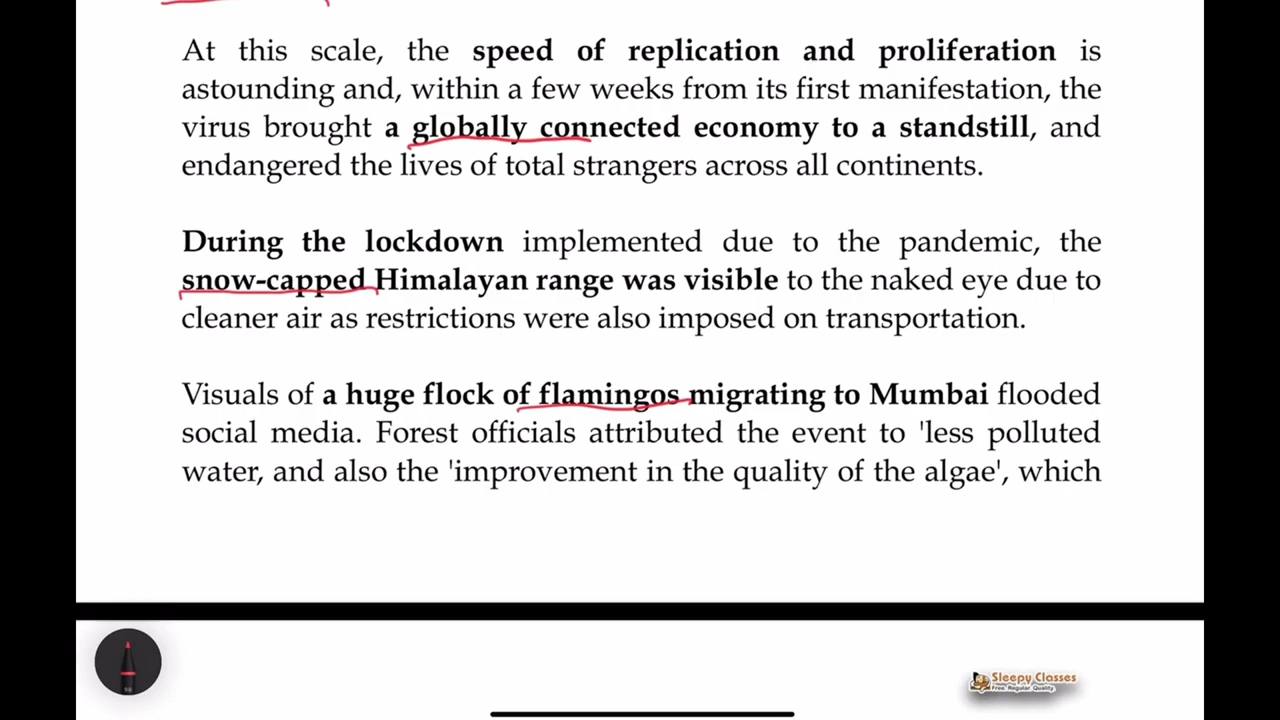 At this scale, the speed of replication and proliferation is
astounding and, within a few weeks from its first manifestation, the
virus brought a globally connected economy to a standstill, and
endangered the lives of total strangers across all continents.
During the lockdown implemented due to the pandemic, the
snow-capped Himalayan range was visible to the naked eye due to
cleaner air as restrictions were also imposed on transportation.
Visuals of a huge flock of flamingos migrating to Mumbai flooded
social media. Forest officials attributed the event to 'less polluted
water, and also the 'improvement in the quality of the algae', which
Sleepy Classes
Free. Regular. Quality.